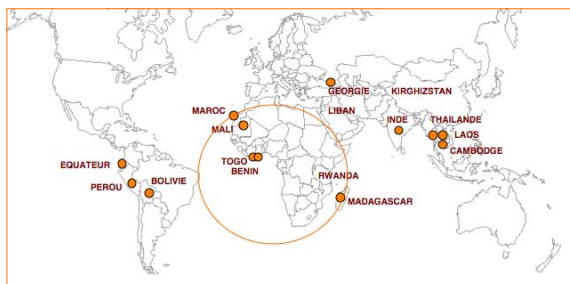 GEORGIE
KIRGHIZSTAN
MAROC
LIBAN
MALI
INDE
THAILANDE
LAOS
CAMBODGE
EQUATEUR
TOGO
BENIN
PEROU
BOLIVIE
RWANDA
MADAGASCAR